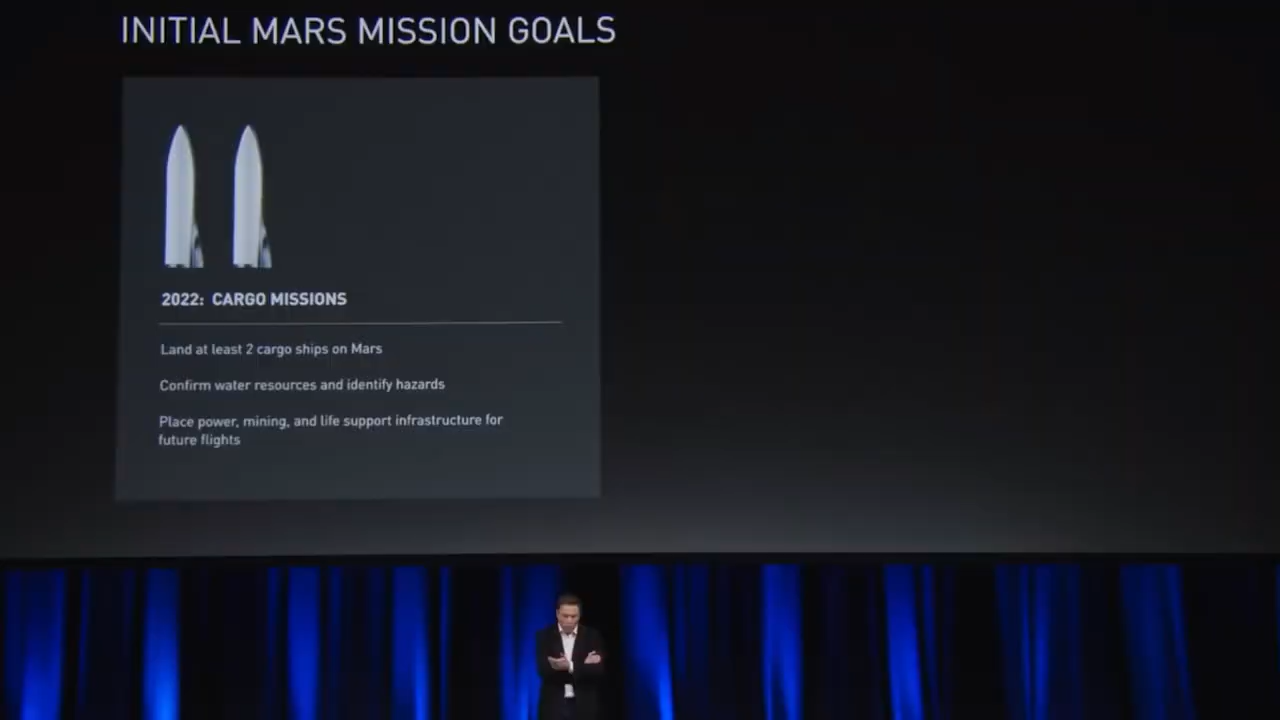 INITIAL MARS MISSION GOALS
2022: CARGO MISSIONS
Land at least 2 cargo ships on Mars
Confirm water resources and identify hazards
Place power, mining, and life support infrastructure for
future flights